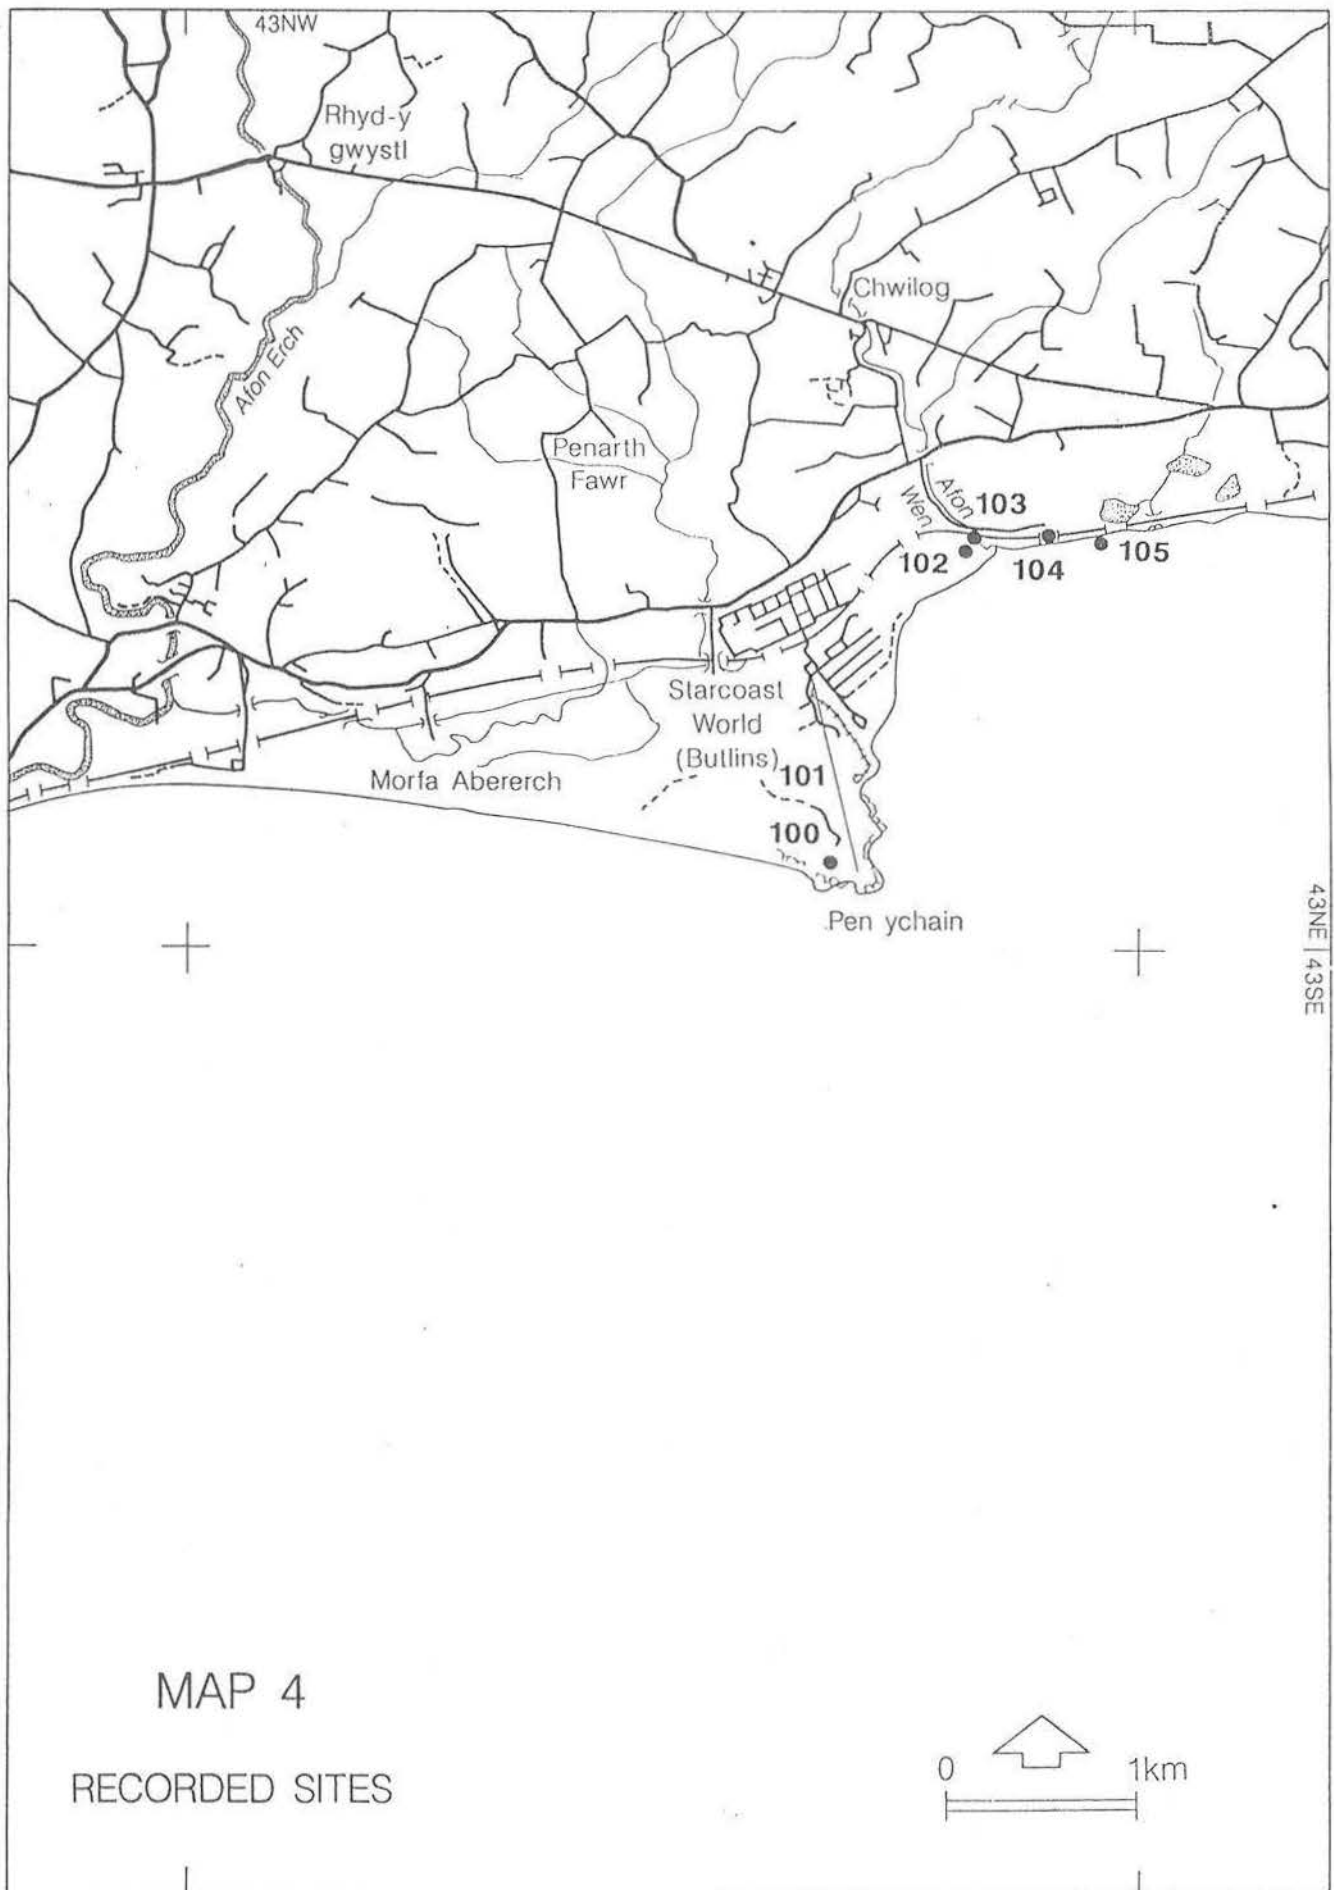 43NW
Rhyd-y
gwystl
Chwilog
Afon Erch
Penarth
Fawr
Afon
Wen
103
102
104
105
Starcoast
World
(Butlins)
101
Morfa Abererch
100
Pen ychain
43NE | 43SE
MAP 4
RECORDED SITES
0 1km